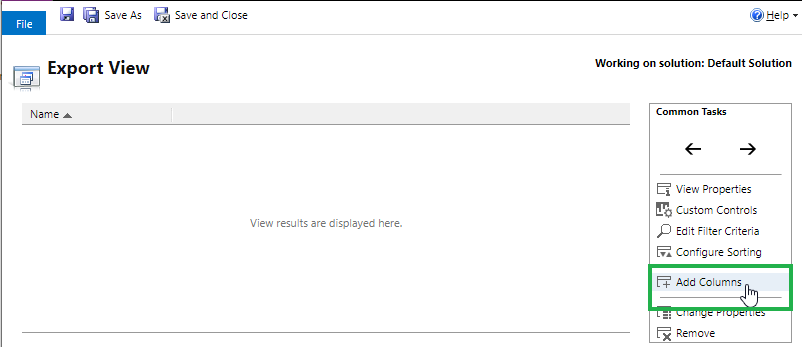 File
Save As
Save and Close
Help
Export View
Working on solution: Default Solution
Name
View results are displayed here.
Common Tasks
View Properties
Custom Controls
Edit Filter Criteria
Configure Sorting
Add Columns
Change Properties
Remove